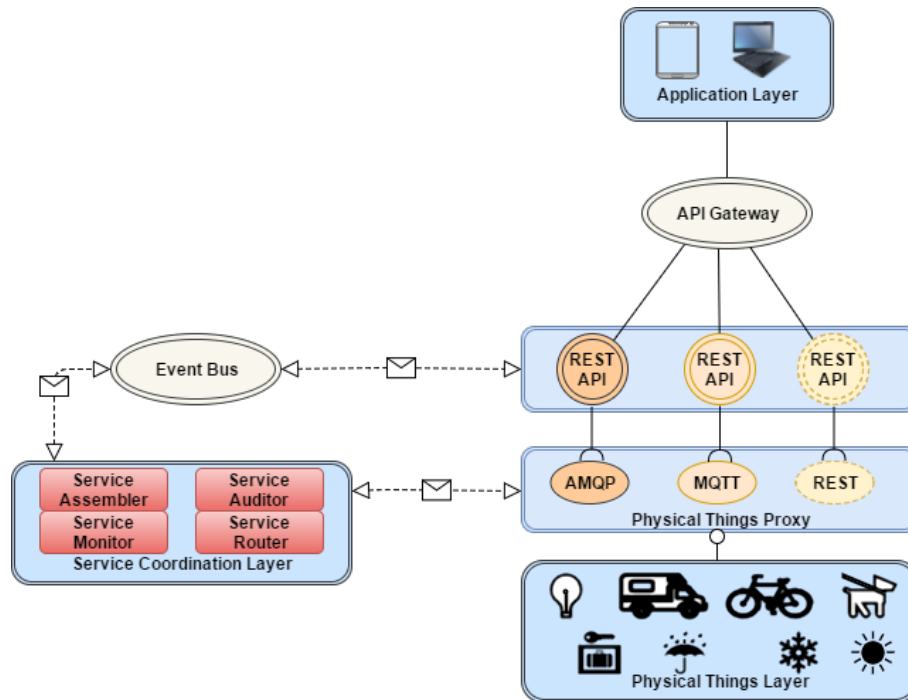 Application Layer
API Gateway
REST
API
REST
API
REST
API
Event Bus
Service
Assembler
Service
Auditor
Service
Monitor
Service
Router
Service Coordination Layer
AMQP
MQTT
REST
Physical Things Proxy
Physical Things Layer